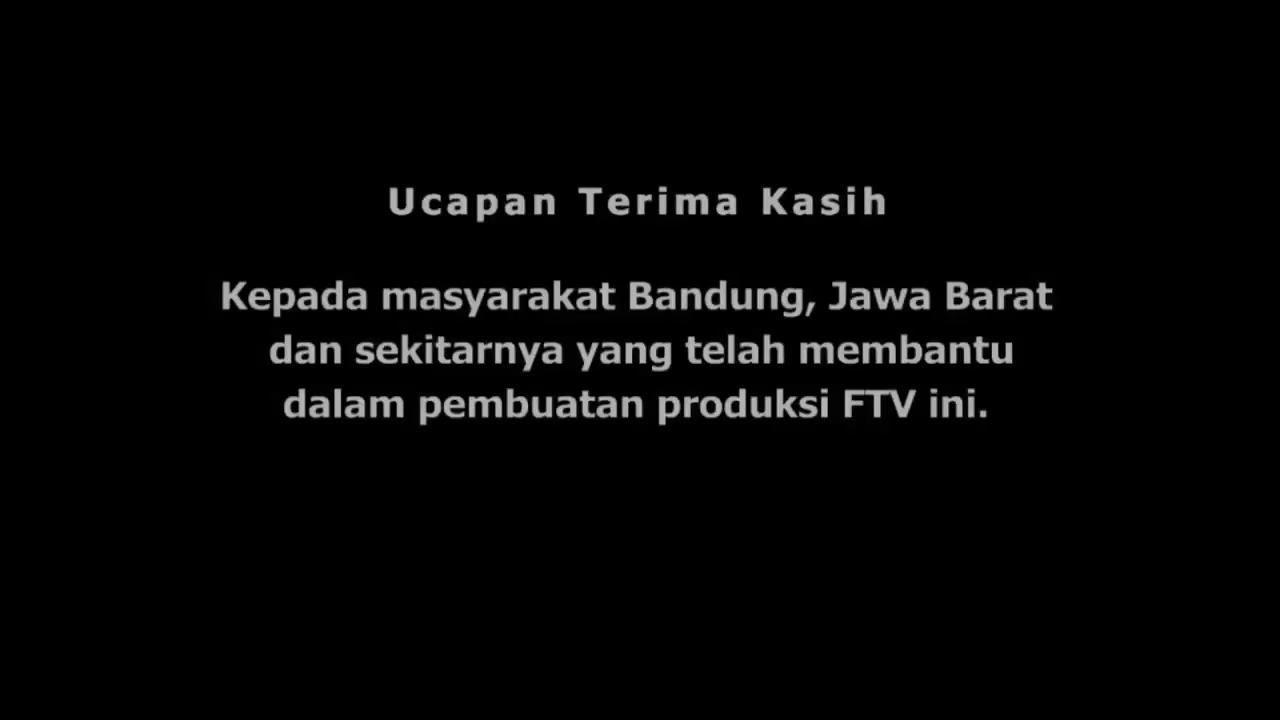 Ucapan Terima Kasih
Kepada masyarakat Bandung, Jawa Barat
dan sekitarnya yang telah membantu
dalam pembuatan produksi FTV ini.